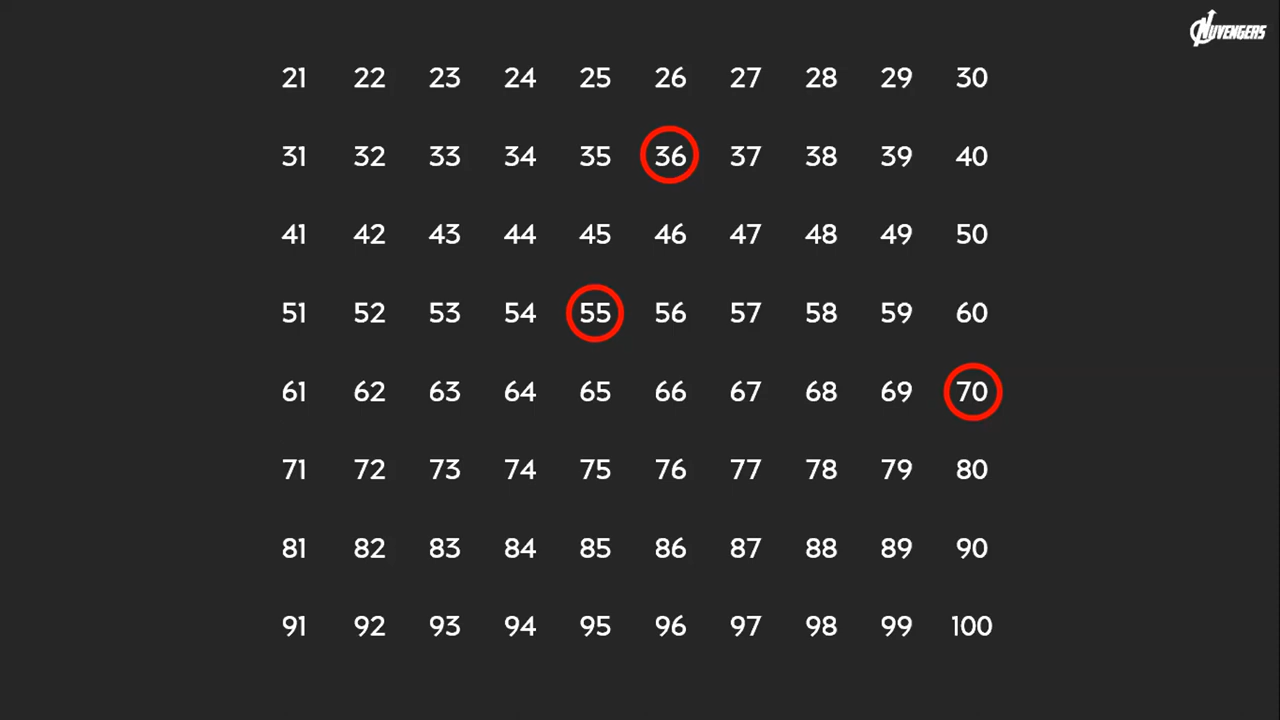 NUVENGERS
21 22 23 24 25 26 27 28 29 30
31 32 33 34 35 36 37 38 39 40
41 42 43 44 45 46 47 48 49 50
51 52 53 54 55 56 57 58 59 60
61 62 63 64 65 66 67 68 69 70
71 72 73 74 75 76 77 78 79 80
81 82 83 84 85 86 87 88 89 90
91 92 93 94 95 96 97 98 99 100